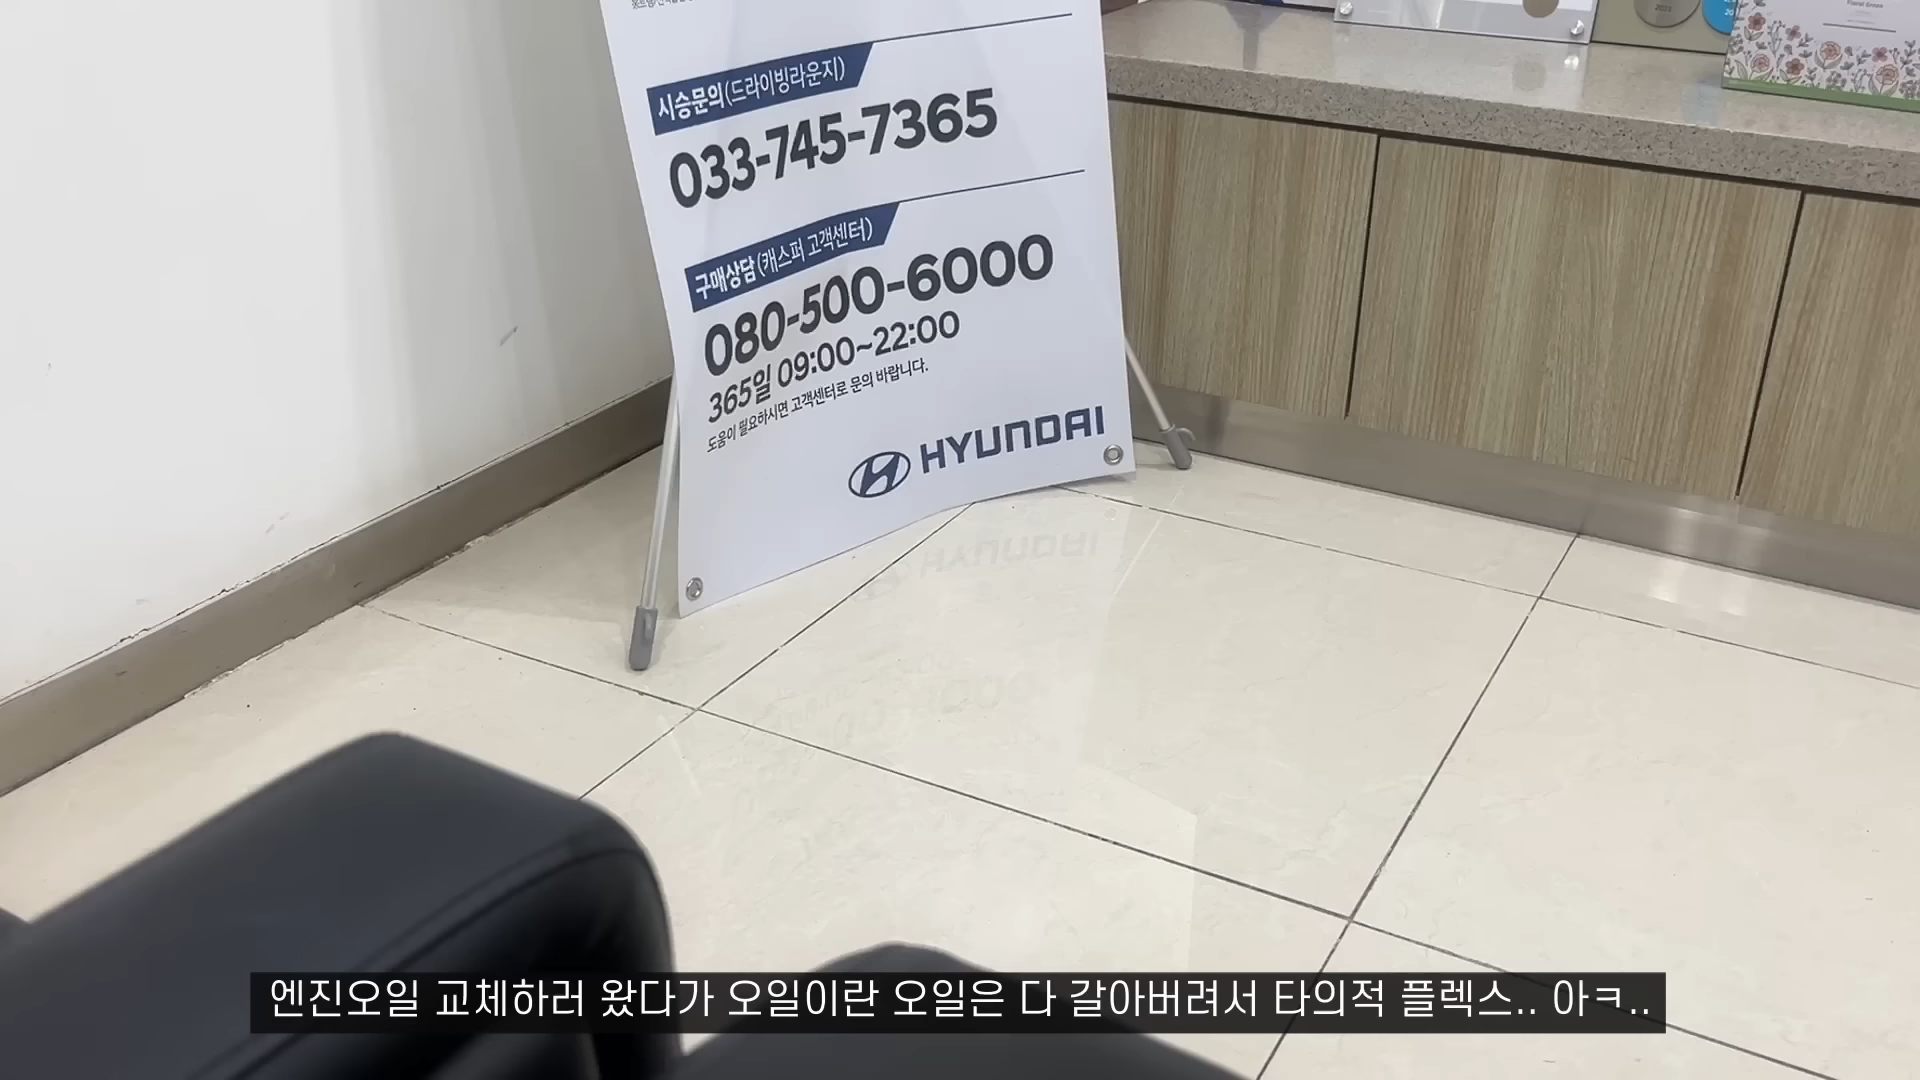 시승문의(드라이빙라운지)
033-745-7365
구매상담(캐스퍼 고객센터)
080-500-6000
365일 09:00~22:00
도움이 필요하시면 고객센터로 문의 바랍니다.
HYUNDAI
엔진오일 교체하러 왔다가 오일이란 오일은 다 갈아버려서 타의적 플렉스.. 아ㅋ..